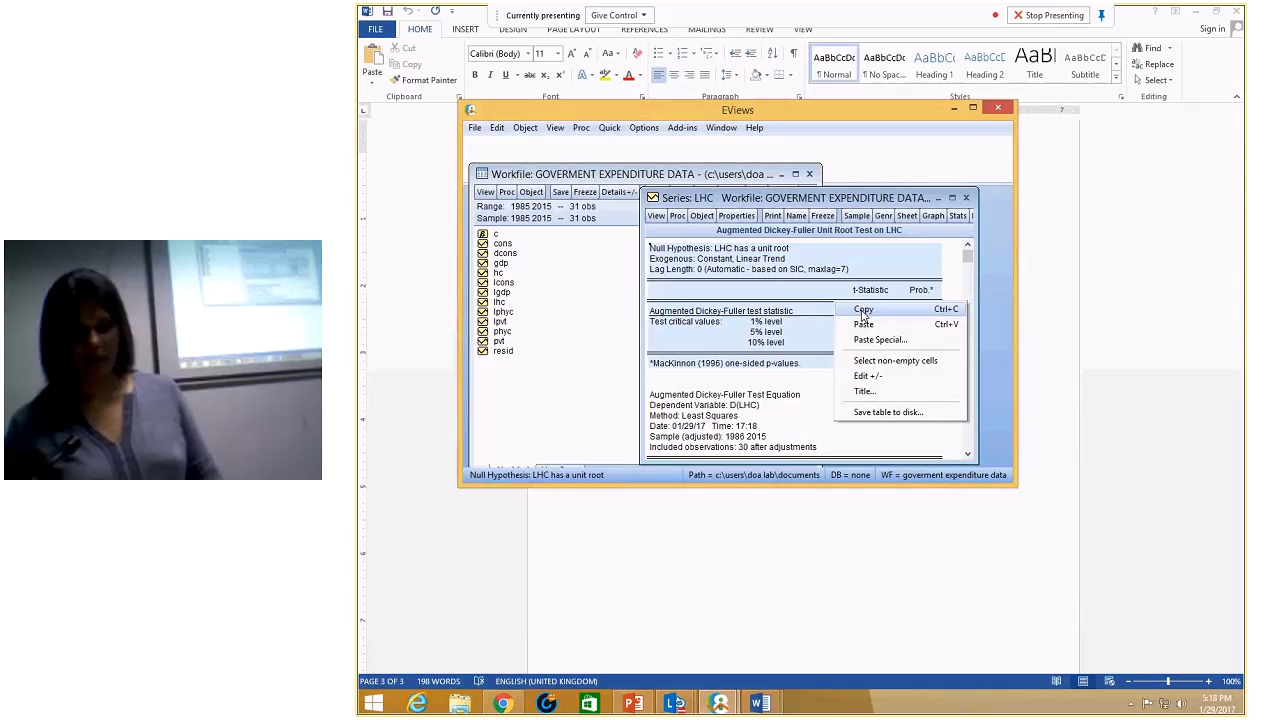 Currently presenting Give Control
Stop Presenting
FILE HOME INSERT DESIGN PAGE LAYOUT REFERENCES MAILINGS REVIEW VIEW Sign in
Cut
Copy
Format Painter
Paste
Clipboard
Calibri (Body) 11
Font
Paragraph
AaBbCcDc AaBbCcDc AaBbC AaBbCcC AaB AaBbCcC
¶ Normal ¶ No Spac... Heading 1 Heading 2 Title Subtitle
Styles
Find
Replace
Select
Editing
EViews
File Edit Object View Proc Quick Options Add-ins Window Help
Workfile: GOVERMENT EXPENDITURE DATA - (c:\users\doa ...
View Proc Object Save Freeze Details+/-
Range: 1985 2015 -- 31 obs
Sample: 1985 2015 -- 31 obs
c
cons
dcons
gdp
hc
lcons
lgdp
lhc
lphyc
lpvt
phyc
pvt
resid
Series: LHC Workfile: GOVERMENT EXPENDITURE DATA...
View Proc Object Properties Print Name Freeze Sample Genr Sheet Graph Stats
Augmented Dickey-Fuller Unit Root Test on LHC
Null Hypothesis: LHC has a unit root
Exogenous: Constant, Linear Trend
Lag Length: 0 (Automatic - based on SIC, maxlag=7)
t-Statistic Prob.*
Augmented Dickey-Fuller test statistic
Test critical values: 1% level
5% level
10% level
*MacKinnon (1996) one-sided p-values.
Augmented Dickey-Fuller Test Equation
Dependent Variable: D(LHC)
Method: Least Squares
Date: 01/29/17 Time: 17:18
Sample (adjusted): 1986 2015
Included observations: 30 after adjustments
Copy Ctrl+C
Paste Ctrl+V
Paste Special...
Select non-empty cells
Edit +/-
Title...
Save table to disk...
Null Hypothesis: LHC has a unit root Path = c:\users\doa lab\documents DB = none WF = goverment expenditure data
PAGE 3 OF 3 198 WORDS ENGLISH (UNITED KINGDOM) 100%
5:18 PM
1/29/2017